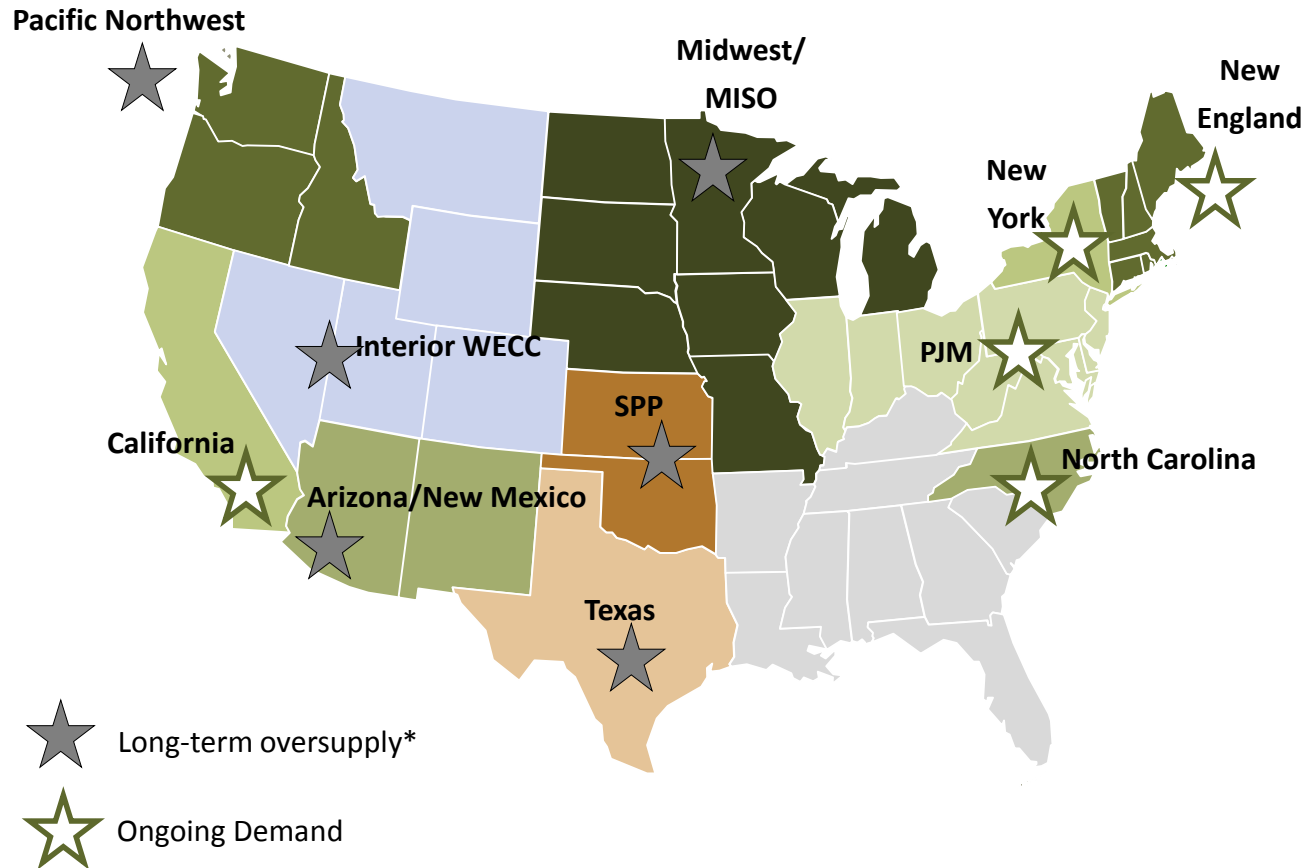 Pacific Northwest
Midwest/
MISO
New
England
New
York
Interior WECC
PJM
SPP
California
Arizona/New Mexico
North Carolina
Texas
Long-term oversupply*
Ongoing Demand